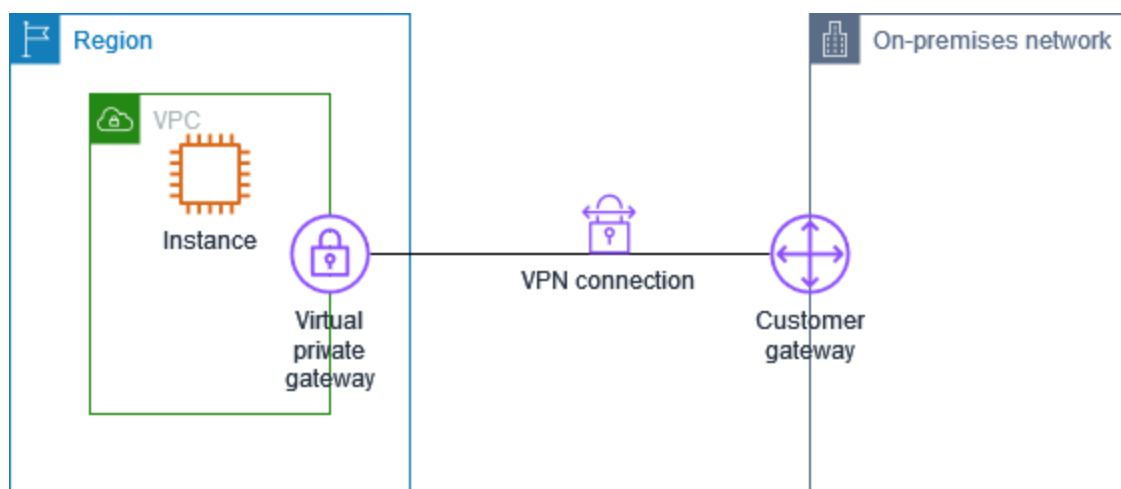 Region
On-premises network
VPC
Instance
VPN connection
Virtual
private
gateway
Customer
gateway